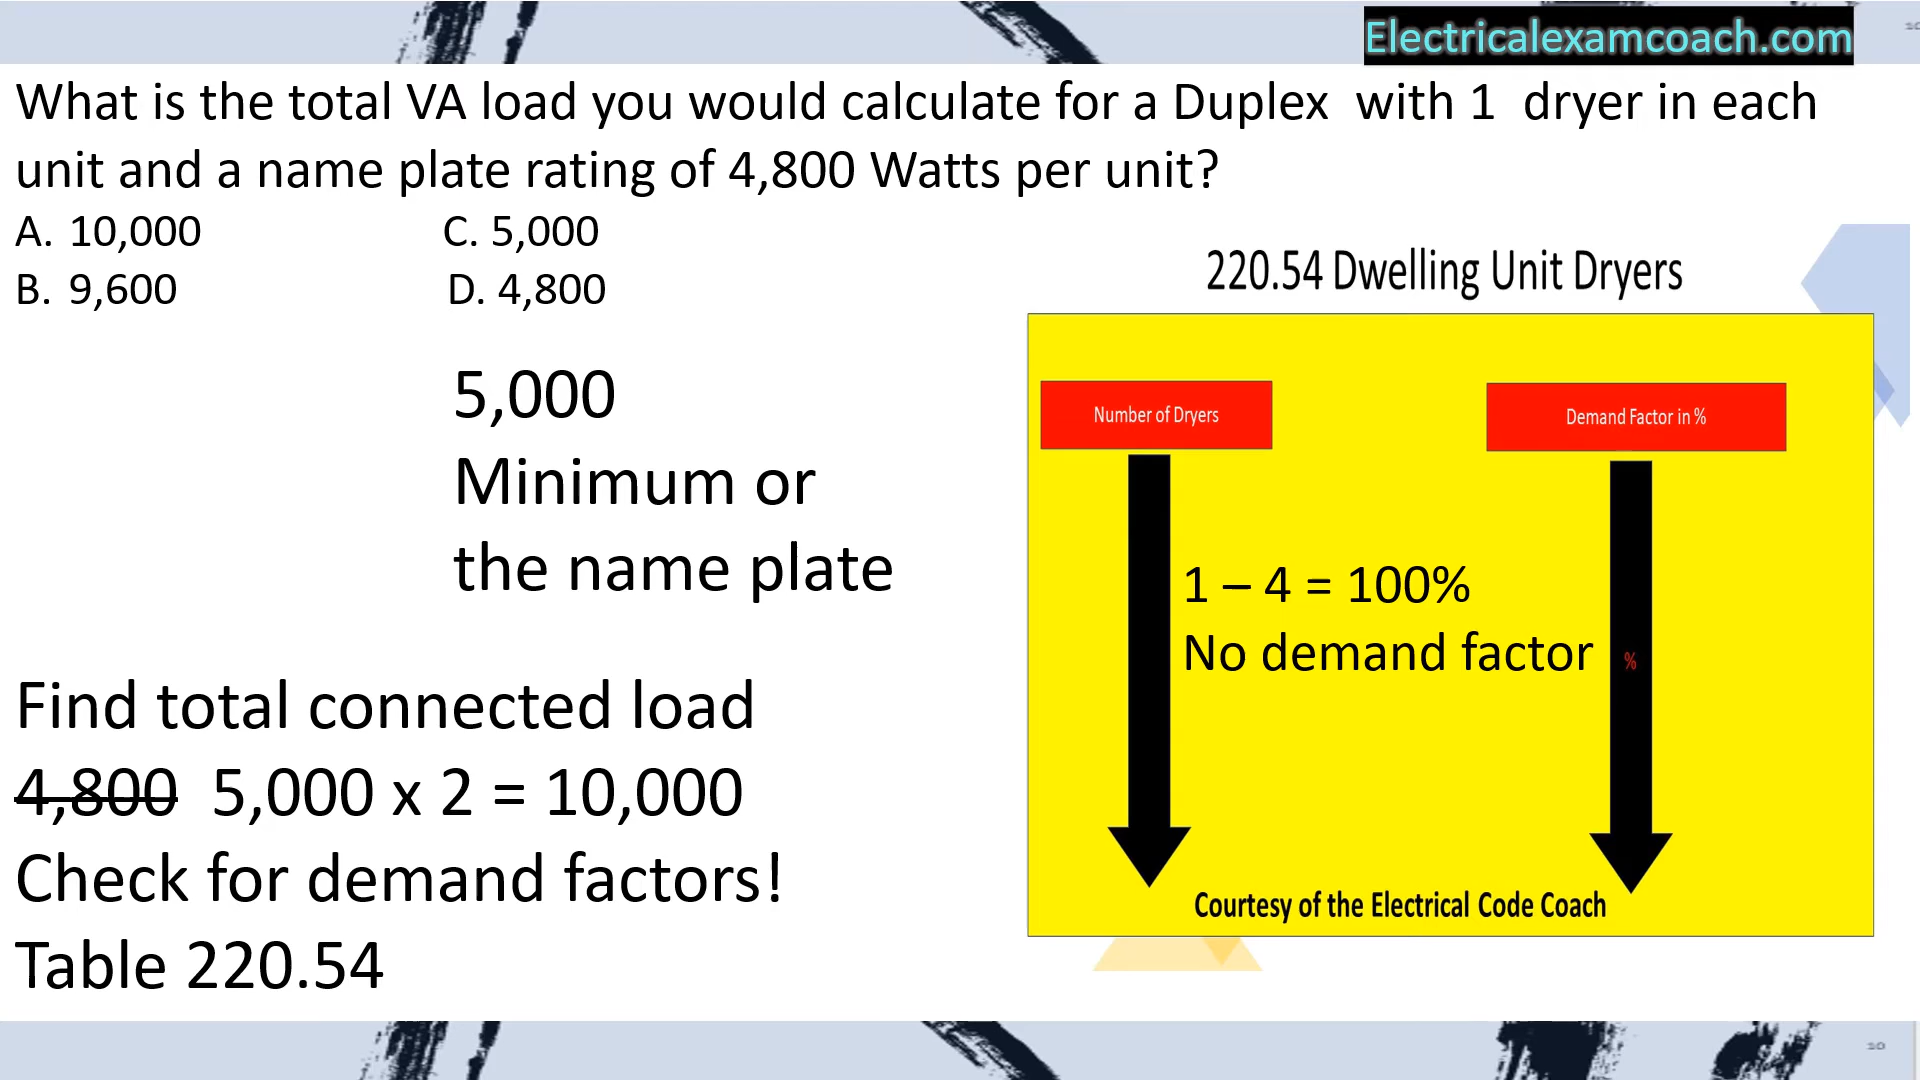 Electricalexamcoach.com
What is the total VA load you would calculate for a Duplex with 1 dryer in each
unit and a name plate rating of 4,800 Watts per unit?
A. 10,000 C. 5,000
B. 9,600 D. 4,800
5,000
Minimum or
the name plate
Find total connected load
4,800 5,000 x 2 = 10,000
Check for demand factors!
Table 220.54
220.54 Dwelling Unit Dryers
Number of Dryers Demand Factor in %
1 – 4 = 100%
No demand factor
%
Courtesy of the Electrical Code Coach
10